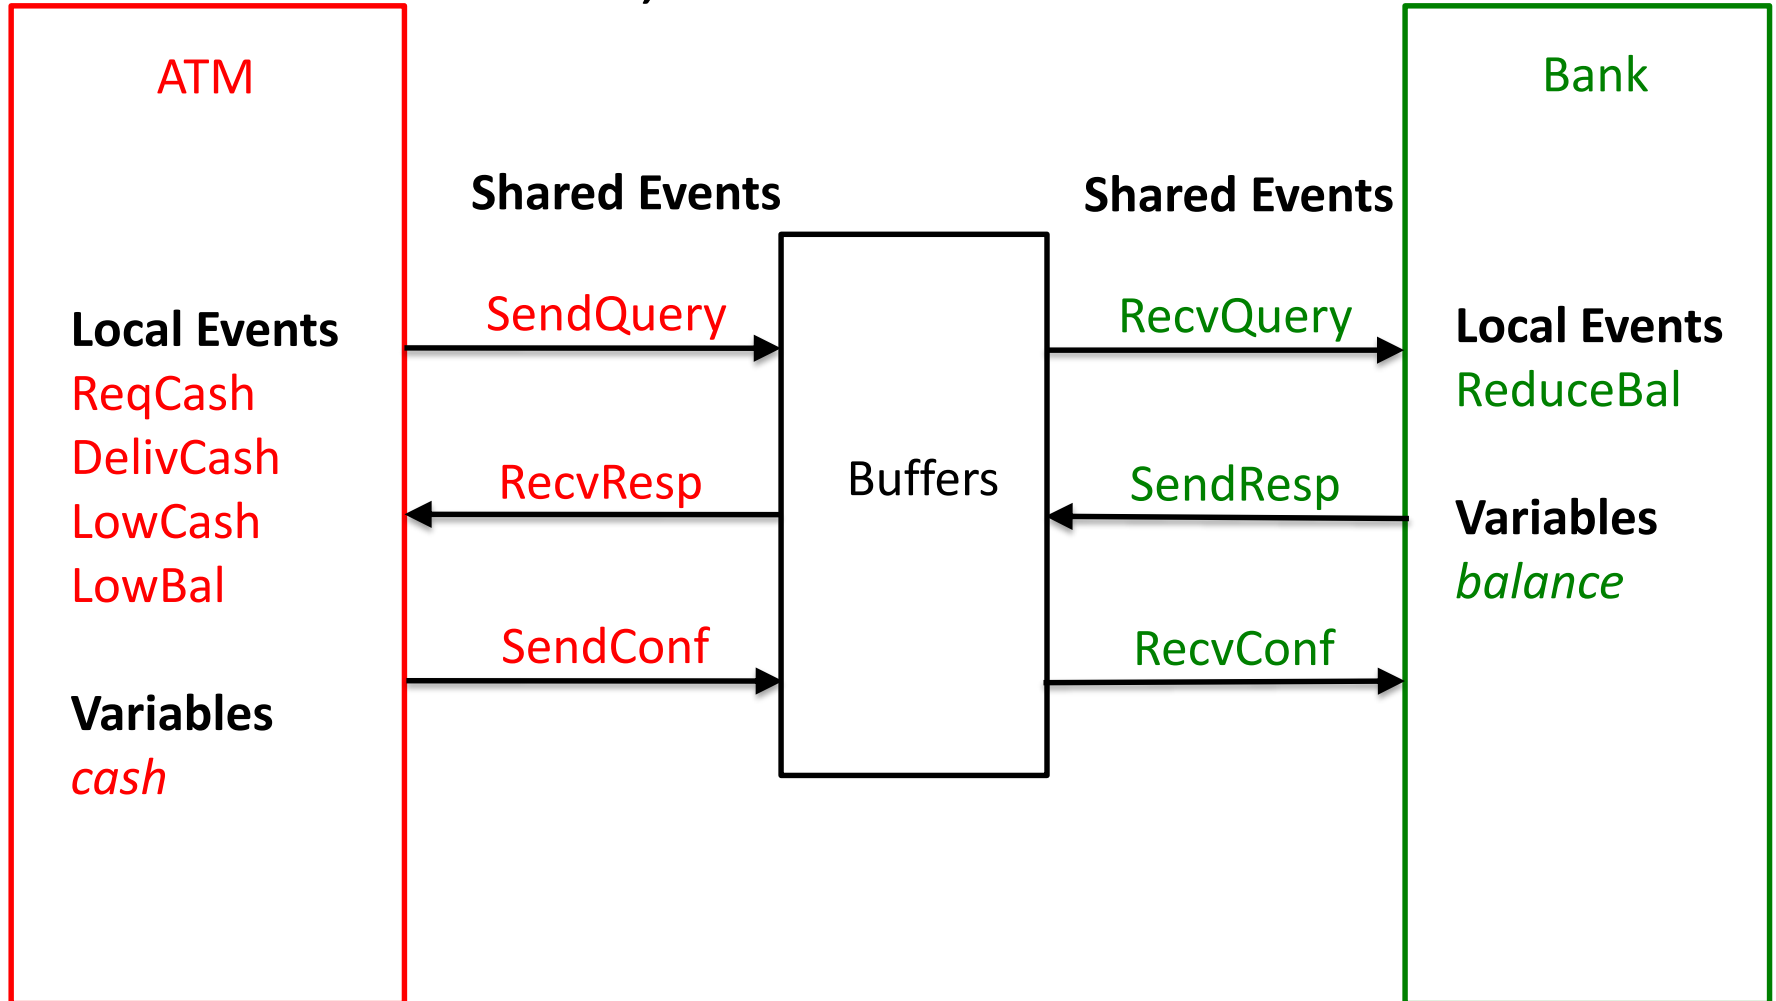 ATM
Bank
Shared Events
Shared Events
SendQuery
RecvQuery
Local Events
ReqCash
DelivCash
LowCash
LowBal
Local Events
ReduceBal
RecvResp
Buffers
SendResp
Variables
balance
SendConf
RecvConf
Variables
cash